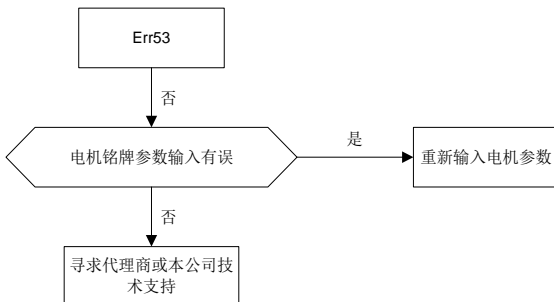 Err53
否
电机铭牌参数输入有误
是
重新输入电机参数
否
寻求代理商或本公司技
术支持